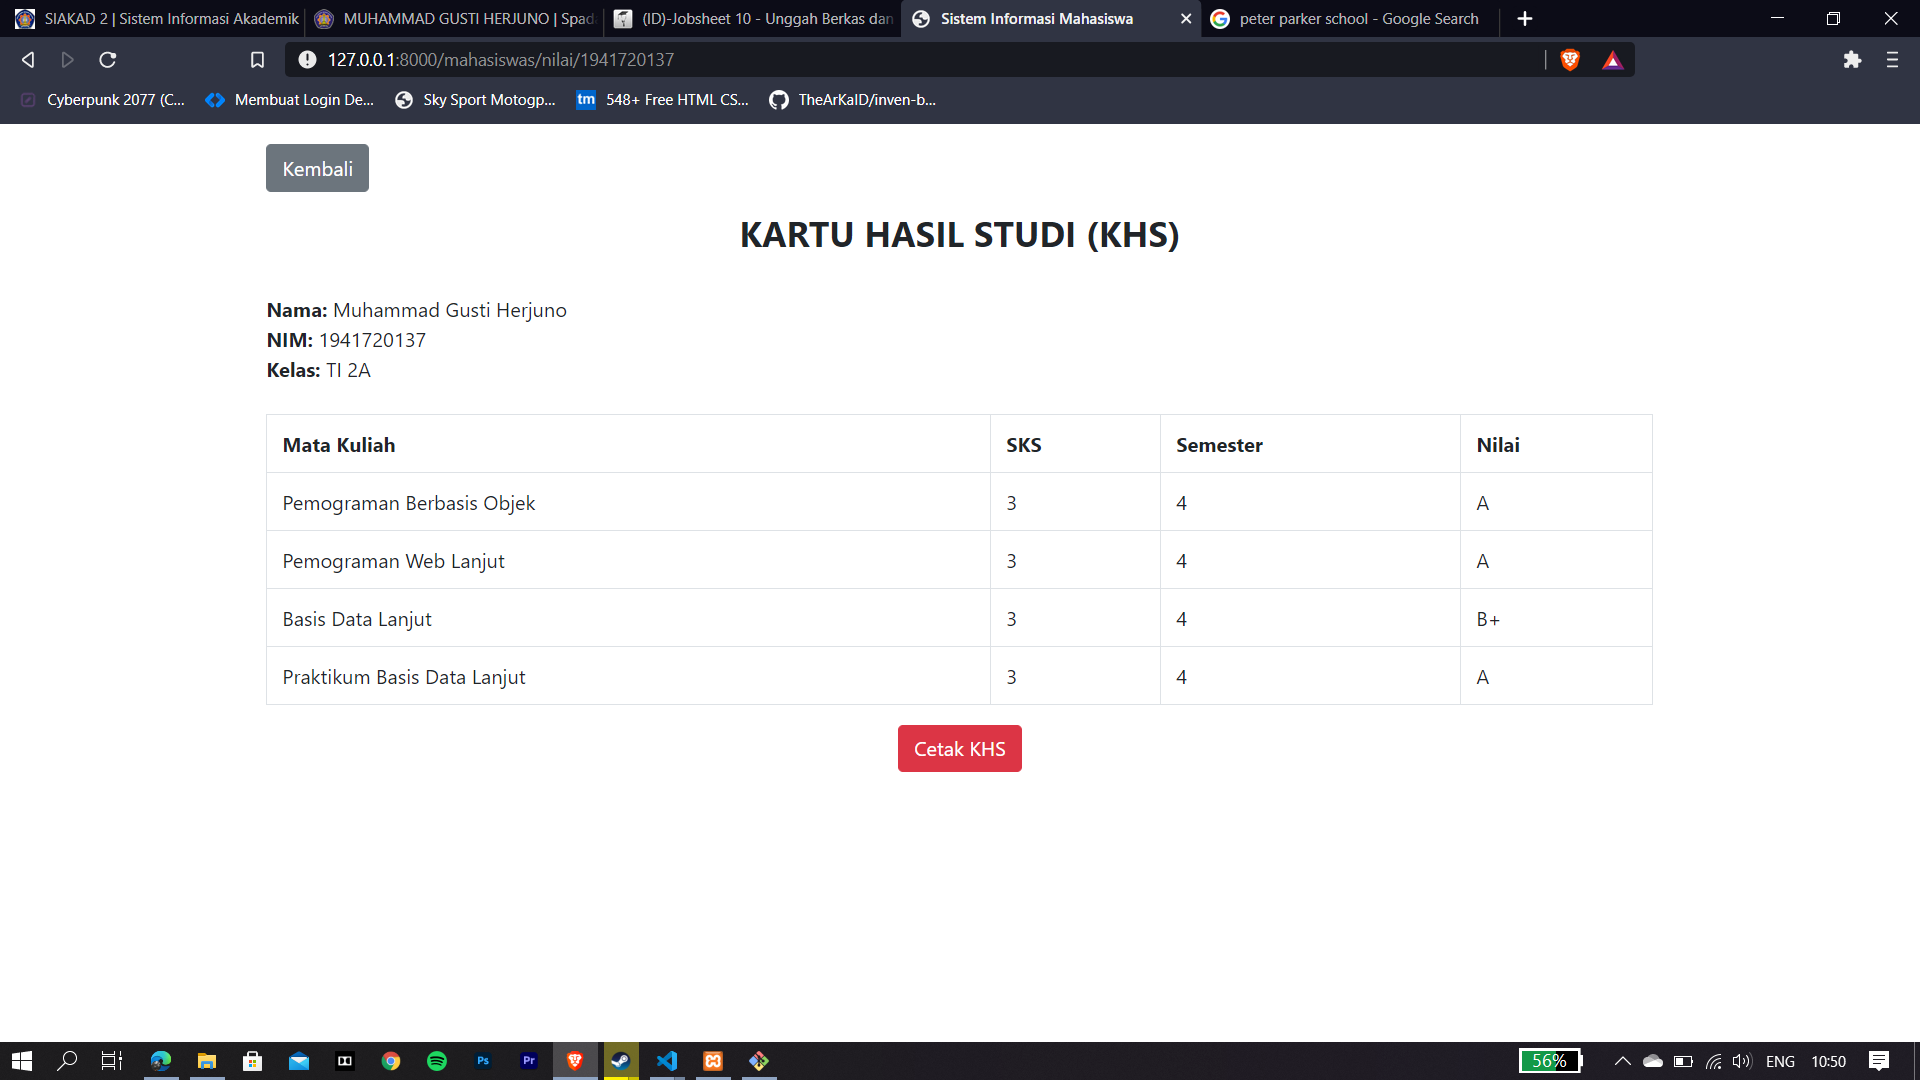 SIAKAD 2 | Sistem Informasi Akademik
MUHAMMAD GUSTI HERJUNO | Spad
(ID)-Jobsheet 10 - Unggah Berkas dan
Sistem Informasi Mahasiswa
peter parker school - Google Search
127.0.0.1:8000/mahasiswas/nilai/1941720137
Cyberpunk 2077 (C...
Membuat Login De...
Sky Sport Motogp...
tm 548+ Free HTML CS...
TheArKaID/inven-b...
Kembali
KARTU HASIL STUDI (KHS)
Nama: Muhammad Gusti Herjuno
NIM: 1941720137
Kelas: TI 2A
Mata Kuliah SKS Semester Nilai
Pemograman Berbasis Objek 3 4 A
Pemograman Web Lanjut 3 4 A
Basis Data Lanjut 3 4 B+
Praktikum Basis Data Lanjut 3 4 A
Cetak KHS
Ps
Pr
56%
ENG
10:50